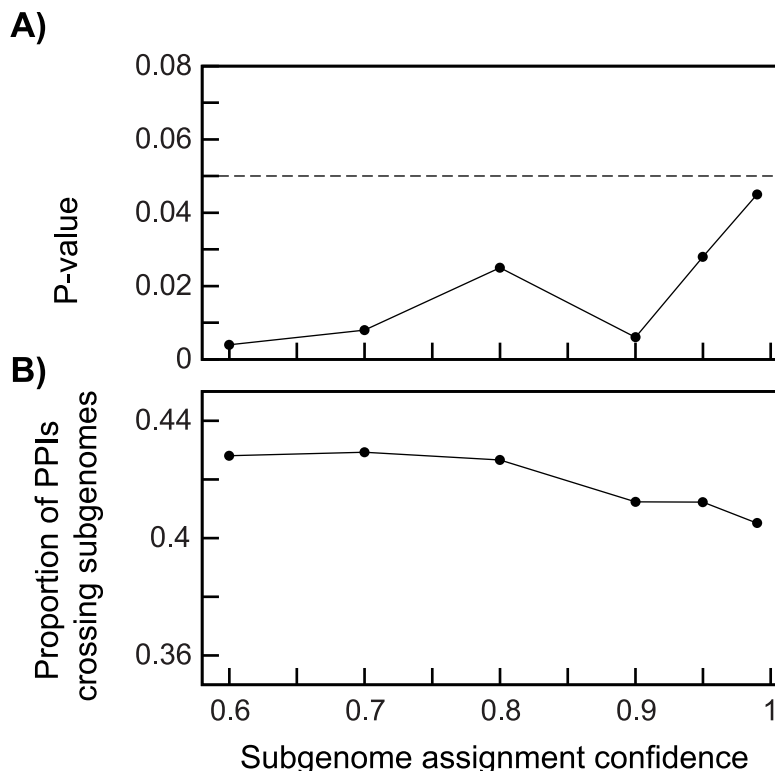 A)
0.08
0.06
0.04
0.02
0
P-value
B)
0.44
0.4
0.36
Proportion of PPIs
crossing subgenomes
0.6 0.7 0.8 0.9 1
Subgenome assignment confidence